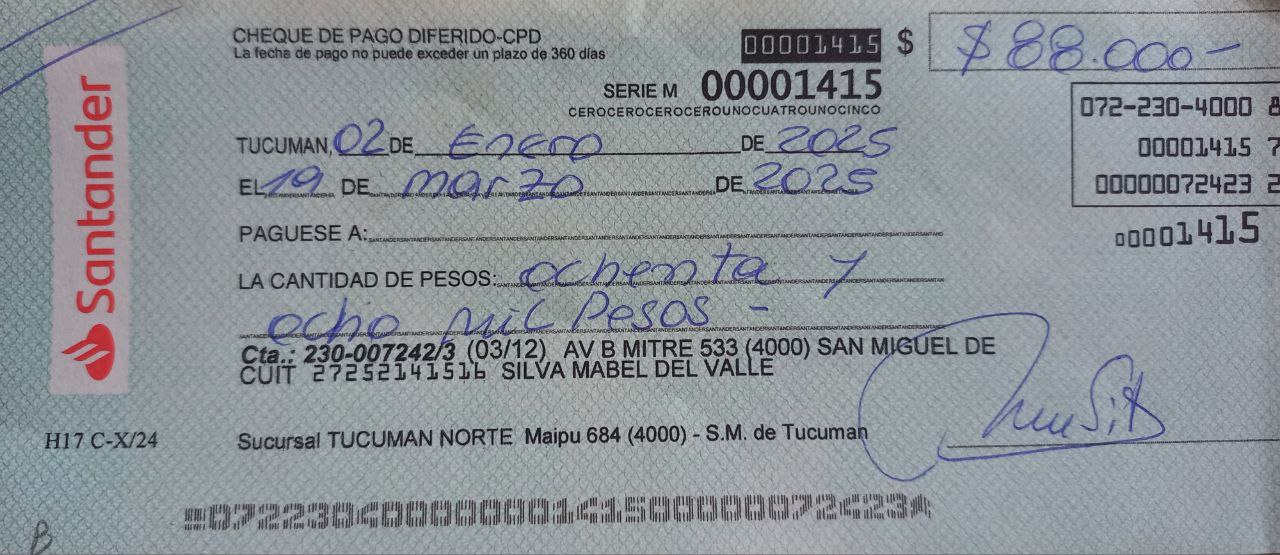 CHEQUE DE PAGO DIFERIDO-CPD
La fecha de pago no puede exceder un plazo de 360 días
00001415 $ $ 88.000-
SERIE M 00001415
CEROCEROCEROCEROUNOCUATROUNOCINCO
072-230-4000 8
00001415 7
00000072423 2
00001415
TUCUMAN, 02 DE Enero DE 2025
EL 19 DE marzo DE 2025
PAGUESE A:
LA CANTIDAD DE PESOS: ochenta y
ocho mil Pesos -
Cta.: 230-007242/3 (03/12) AV B MITRE 533 (4000) SAN MIGUEL DE
CUIT 27252141516 SILVA MABEL DEL VALLE
Santander
H17 C-X/24
Sucursal TUCUMAN NORTE Maipu 684 (4000) - S.M. de Tucuman
B